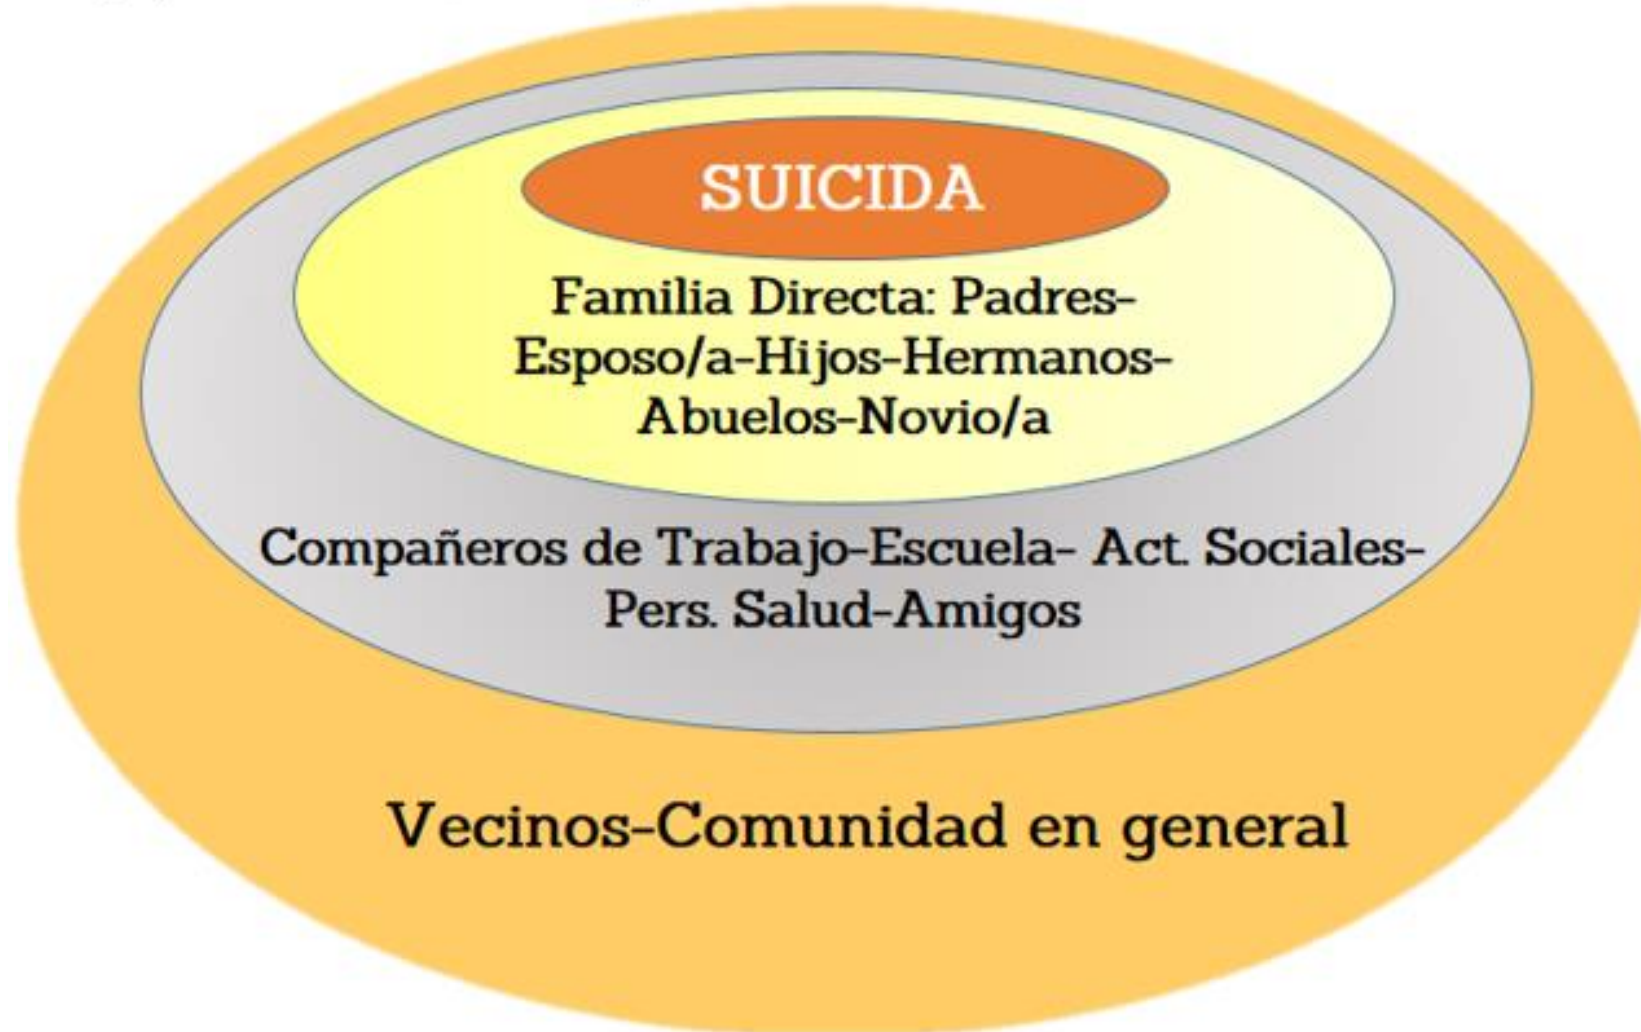 SUICIDA
Familia Directa: Padres-
Esposo/a-Hijos-Hermanos-
Abuelos-Novio/a
Compañeros de Trabajo-Escuela- Act. Sociales-
Pers. Salud-Amigos
Vecinos-Comunidad en general